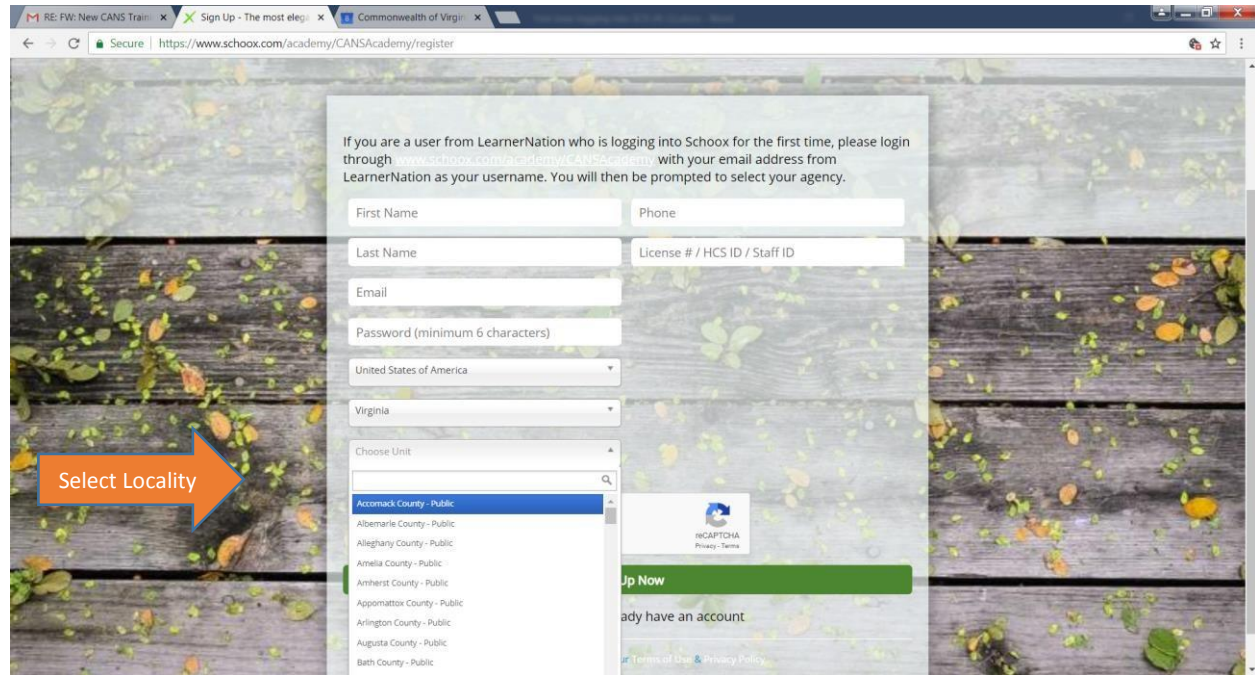 RE: FW: New CANS Traini
Sign Up - The most elega
Commonwealth of Virgini
Secure
https://www.schoox.com/academy/CANSAcademy/register
If you are a user from LearnerNation who is logging into Schoox for the first time, please login
through www.schoox.com/academy/CANSAcademy with your email address from
LearnerNation as your username. You will then be prompted to select your agency.
First Name
Phone
Last Name
License # / HCS ID / Staff ID
Email
Password (minimum 6 characters)
United States of America
Virginia
Choose Unit
Select Locality
Accomack County - Public
Albemarle County - Public
Alleghany County - Public
Amelia County - Public
Amherst County - Public
Appomattox County - Public
Arlington County - Public
Augusta County - Public
Bath County - Public
reCAPTCHA
Privacy - Terms
Up Now
ady have an account
ur Terms of Use & Privacy Policy